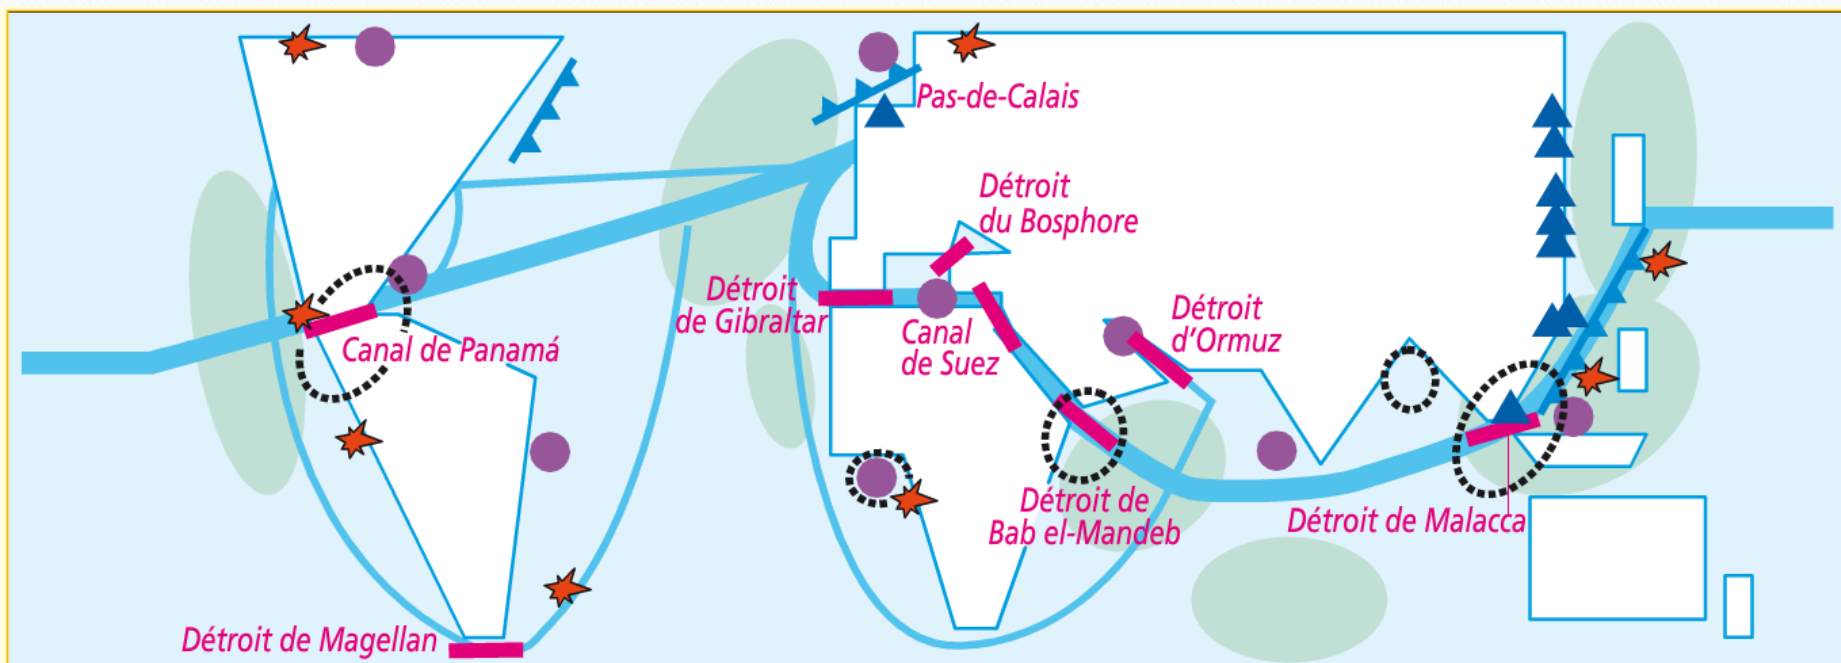 Pas-de-Calais
Détroit
du Bosphore
Détroit
de Gibraltar
Canal
de Suez
Détroit
d'Ormuz
Canal de Panamá
Détroit de
Bab el-Mandeb
Détroit de Malacca
Détroit de Magellan